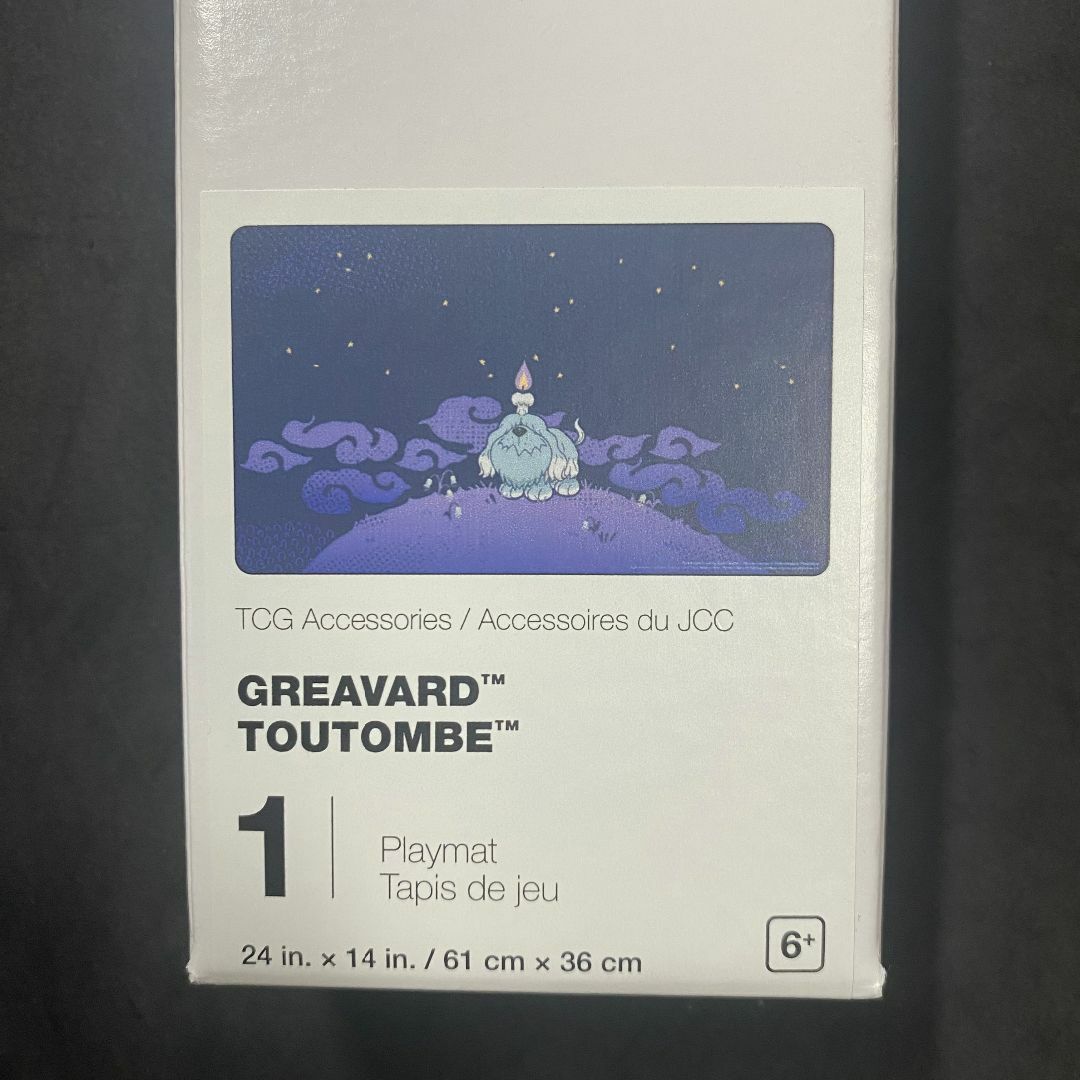 TCG Accessories / Accessoires du JCC
GREAVARD™
TOUTOMBE™
1
Playmat
Tapis de jeu
24 in. × 14 in. / 61 cm × 36 cm
6+